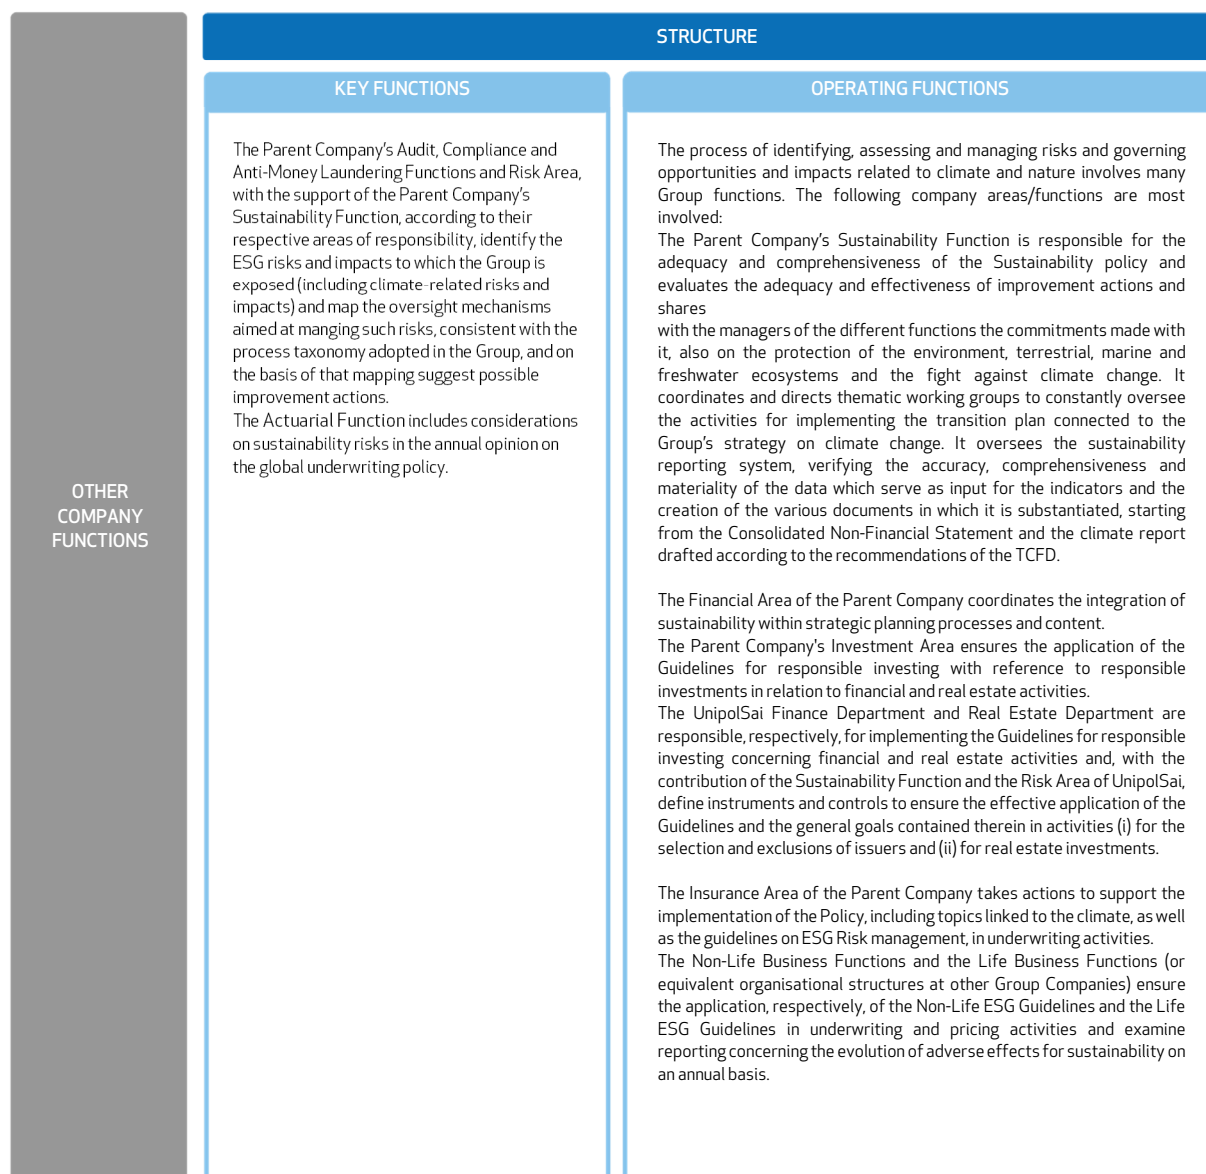 STRUCTURE
OTHER
COMPANY
FUNCTIONS
KEY FUNCTIONS
The Parent Company's Audit, Compliance and
Anti-Money Laundering Functions and Risk Area,
with the support of the Parent Company's
Sustainability Function, according to their
respective areas of responsibility, identify the
ESG risks and impacts to which the Group is
exposed (including climate-related risks and
impacts) and map the oversight mechanisms
aimed at manging such risks, consistent with the
process taxonomy adopted in the Group, and on
the basis of that mapping suggest possible
improvement actions.
The Actuarial Function includes considerations
on sustainability risks in the annual opinion on
the global underwriting policy.
OPERATING FUNCTIONS
The process of identifying, assessing and managing risks and governing
opportunities and impacts related to climate and nature involves many
Group functions. The following company areas/functions are most
involved:
The Parent Company's Sustainability Function is responsible for the
adequacy and comprehensiveness of the Sustainability policy and
evaluates the adequacy and effectiveness of improvement actions and
shares
with the managers of the different functions the commitments made with
it, also on the protection of the environment, terrestrial, marine and
freshwater ecosystems and the fight against climate change. It
coordinates and directs thematic working groups to constantly oversee
the activities for implementing the transition plan connected to the
Group's strategy on climate change. It oversees the sustainability
reporting system, verifying the accuracy, comprehensiveness and
materiality of the data which serve as input for the indicators and the
creation of the various documents in which it is substantiated, starting
from the Consolidated Non-Financial Statement and the climate report
drafted according to the recommendations of the TCFD.
The Financial Area of the Parent Company coordinates the integration of
sustainability within strategic planning processes and content.
The Parent Company's Investment Area ensures the application of the
Guidelines for responsible investing with reference to responsible
investments in relation to financial and real estate activities.
The UnipolSai Finance Department and Real Estate Department are
responsible, respectively, for implementing the Guidelines for responsible
investing concerning financial and real estate activities and, with the
contribution of the Sustainability Function and the Risk Area of UnipolSai,
define instruments and controls to ensure the effective application of the
Guidelines and the general goals contained therein in activities (i) for the
selection and exclusions of issuers and (ii) for real estate investments.
The Insurance Area of the Parent Company takes actions to support the
implementation of the Policy, including topics linked to the climate, as well
as the guidelines on ESG Risk management, in underwriting activities.
The Non-Life Business Functions and the Life Business Functions (or
equivalent organisational structures at other Group Companies) ensure
the application, respectively, of the Non-Life ESG Guidelines and the Life
ESG Guidelines in underwriting and pricing activities and examine
reporting concerning the evolution of adverse effects for sustainability on
an annual basis.